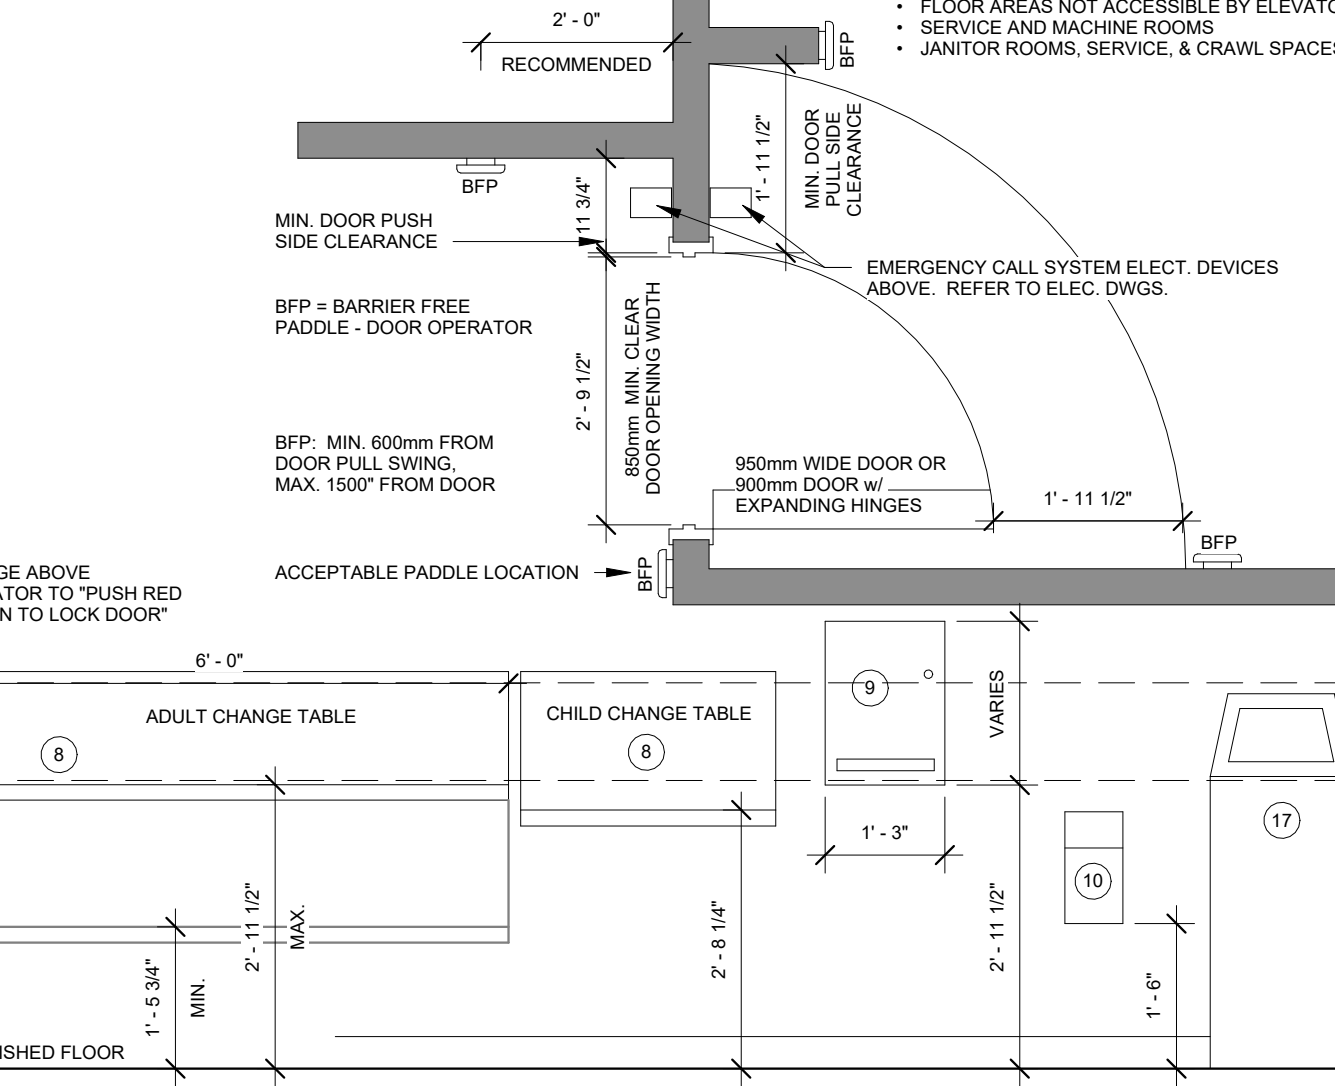 • FLOOR AREAS NOT ACCESSIBLE BY
• SERVICE AND MACHINE ROOMS
• JANITOR ROOMS, SERVICE, & CRAWL
2' - 0"
RECOMMENDED
BFP
1' - 11 1/2"
MIN. DOOR
PULL SIDE
CLEARANCE
BFP
11 3/4"
MIN. DOOR PUSH
SIDE CLEARANCE
EMERGENCY CALL SYSTEM ELECT. DEVICES
ABOVE. REFER TO ELEC. DWGS.
BFP = BARRIER FREE
PADDLE - DOOR OPERATOR
2' - 9 1/2"
850mm MIN. CLEAR
DOOR OPENING WIDTH
BFP: MIN. 600mm FROM
DOOR PULL SWING,
MAX. 1500" FROM DOOR
950mm WIDE DOOR OR
900mm DOOR w/
EXPANDING HINGES
1' - 11 1/2"
BFP
ACCEPTABLE PADDLE LOCATION
BFP
ABOVE
TO "PUSH RED
TO LOCK DOOR"
6' - 0"
ADULT CHANGE TABLE
8
CHILD CHANGE TABLE
8
9
VARIES
1' - 3"
10
17
1' - 5 3/4"
MIN.
2' - 11 1/2"
MAX.
2' - 8 1/4"
2' - 11 1/2"
1' - 6"
FLOOR